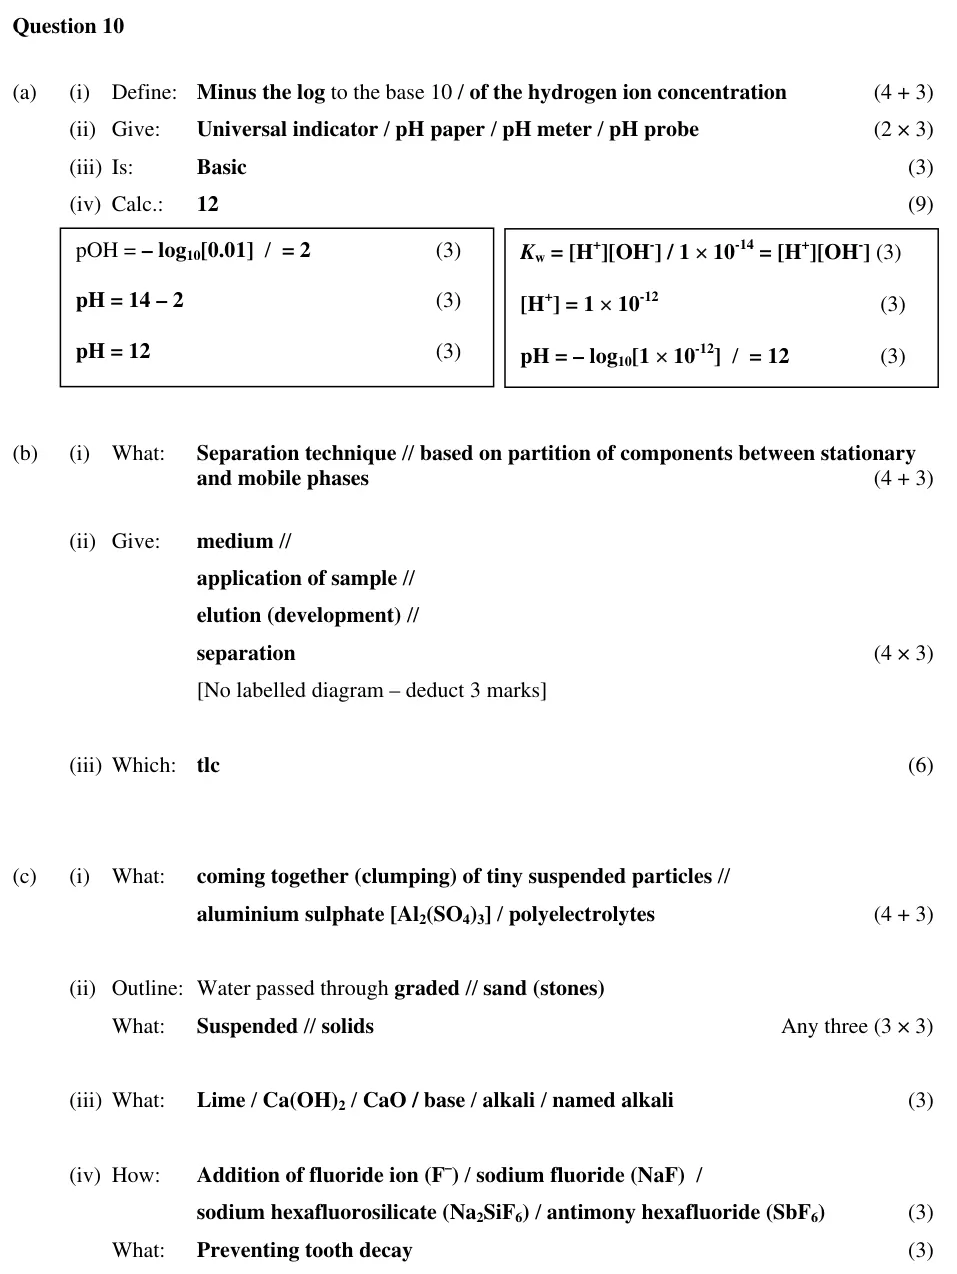 Question 10
(a) (i) Define: Minus the log to the base 10 / of the hydrogen ion concentration (4 + 3)
(ii) Give: Universal indicator / pH paper / pH meter / pH probe (2 × 3)
(iii) Is: Basic (3)
(iv) Calc.: 12 (9)
pOH = – log₁₀[0.01] / = 2 (3)
pH = 14 – 2 (3)
pH = 12 (3)
Kw = [H⁺][OH⁻] / 1 × 10⁻¹⁴ = [H⁺][OH⁻] (3)
[H⁺] = 1 × 10⁻¹² (3)
pH = – log₁₀[1 × 10⁻¹²] / = 12 (3)
(b) (i) What: Separation technique // based on partition of components between stationary
and mobile phases (4 + 3)
(ii) Give: medium //
application of sample //
elution (development) //
separation (4 × 3)
[No labelled diagram – deduct 3 marks]
(iii) Which: tlc (6)
(c) (i) What: coming together (clumping) of tiny suspended particles //
aluminium sulphate [Al₂(SO₄)₃] / polyelectrolytes (4 + 3)
(ii) Outline: Water passed through graded // sand (stones)
What: Suspended // solids Any three (3 × 3)
(iii) What: Lime / Ca(OH)₂ / CaO / base / alkali / named alkali (3)
(iv) How: Addition of fluoride ion (F⁻) / sodium fluoride (NaF) /
sodium hexafluorosilicate (Na₂SiF₆) / antimony hexafluoride (SbF₆) (3)
What: Preventing tooth decay (3)